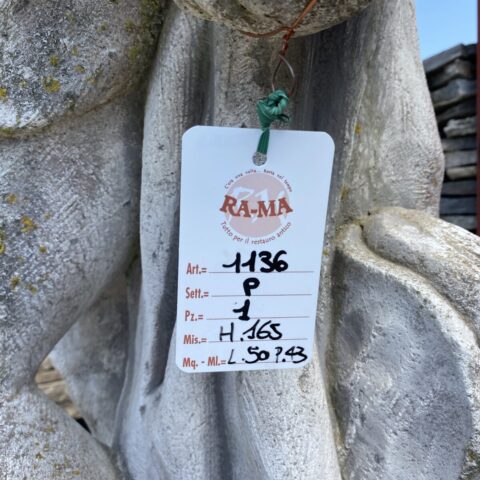 RA-MA
Tutto per il restauro antico
Art.= 1136
Sett.= P
Pz.= 1
Mis.= H.165
Mq. - Ml.= L.50 P.43